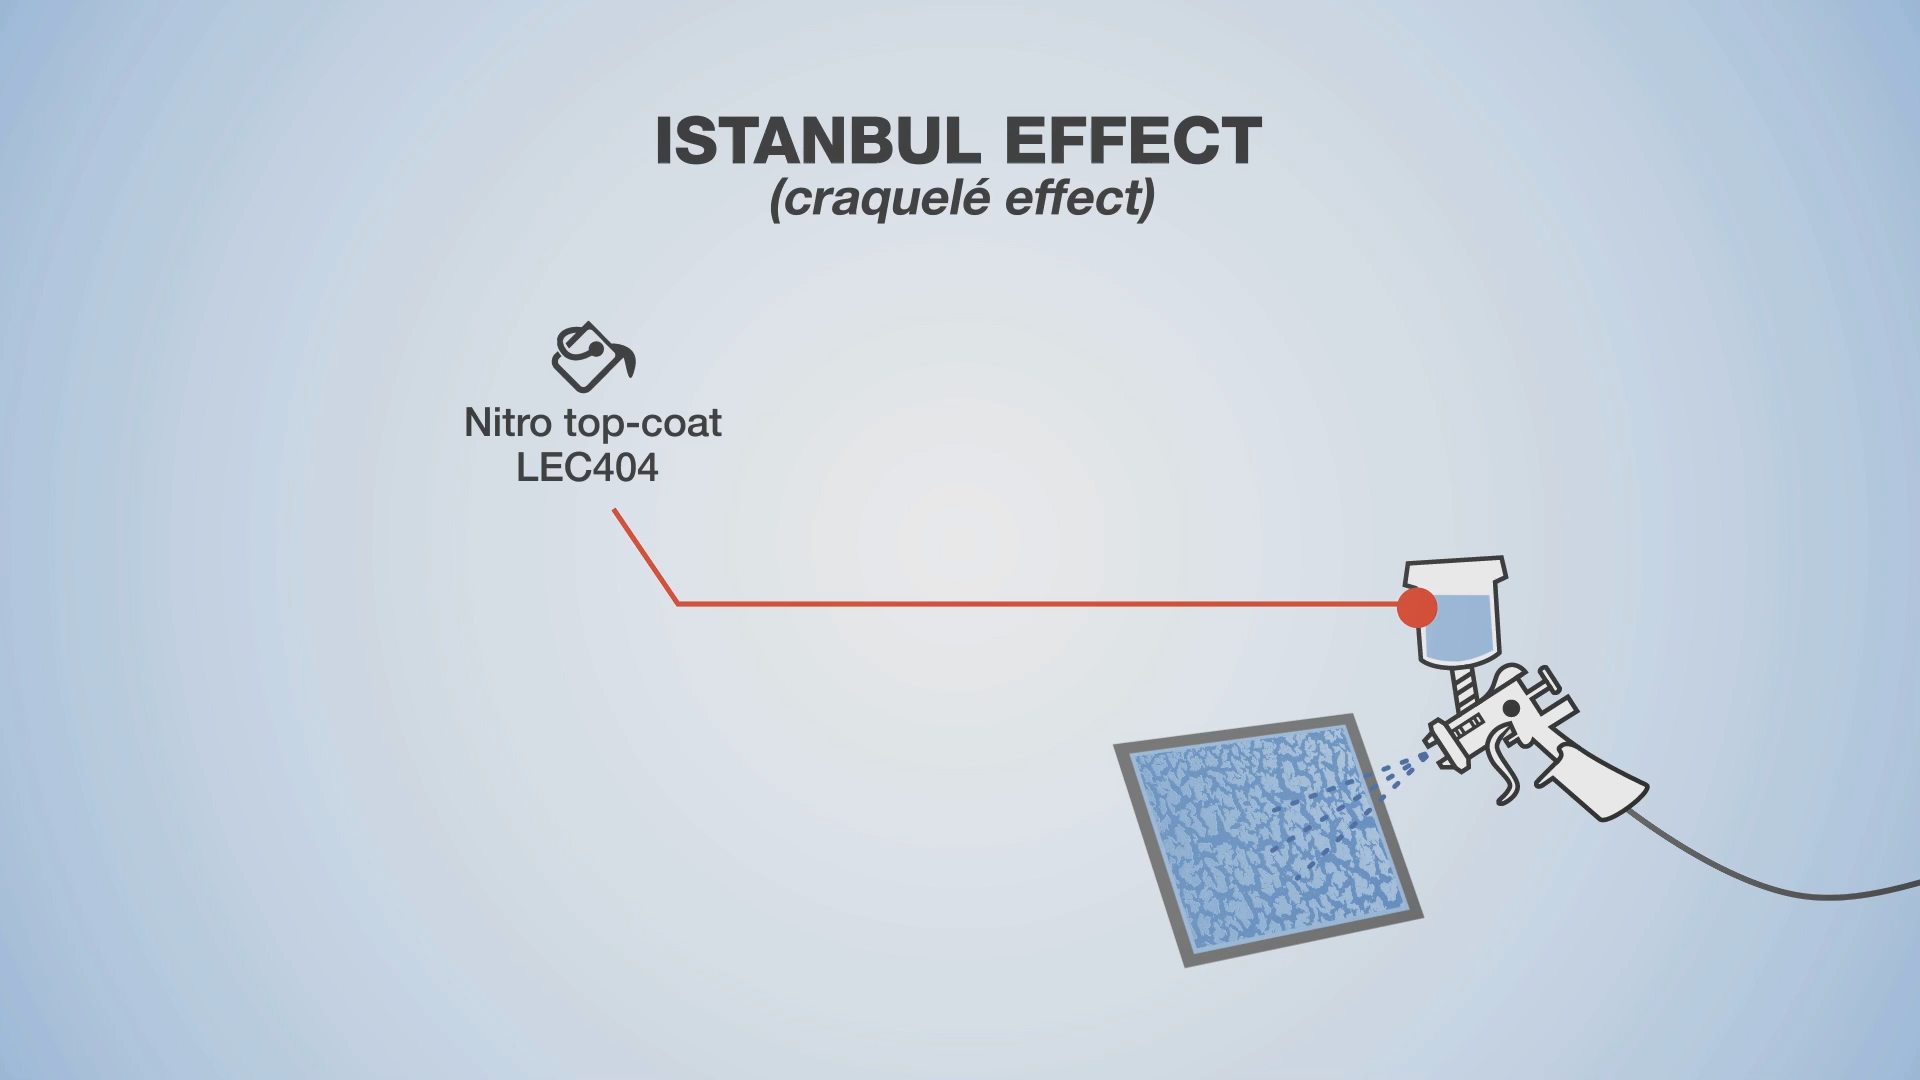 ISTANBUL EFFECT
(craquelé effect)
Nitro top-coat
LEC404